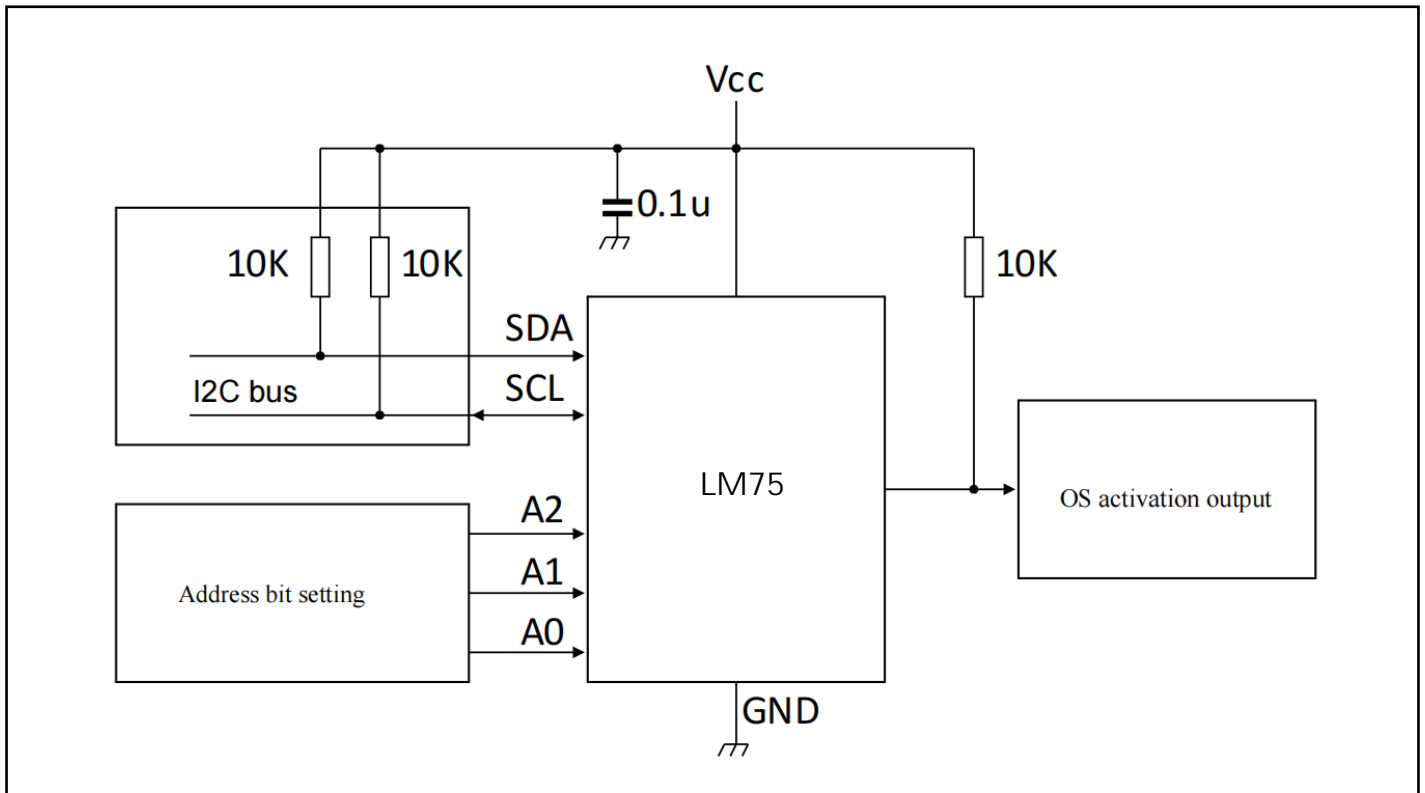 Vcc
0.1u
10K 10K 10K
SDA
I2C bus
SCL
LM75
OS activation output
A2
Address bit setting
A1
A0
GND